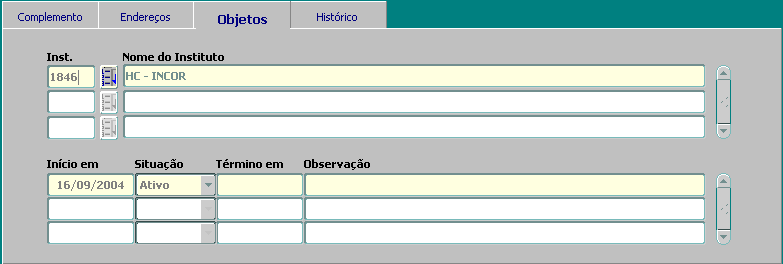 Complemento Endereços Objetos Histórico
Inst. Nome do Instituto
1846 HC - INCOR
Início em Situação Término em Observação
16/09/2004 Ativo